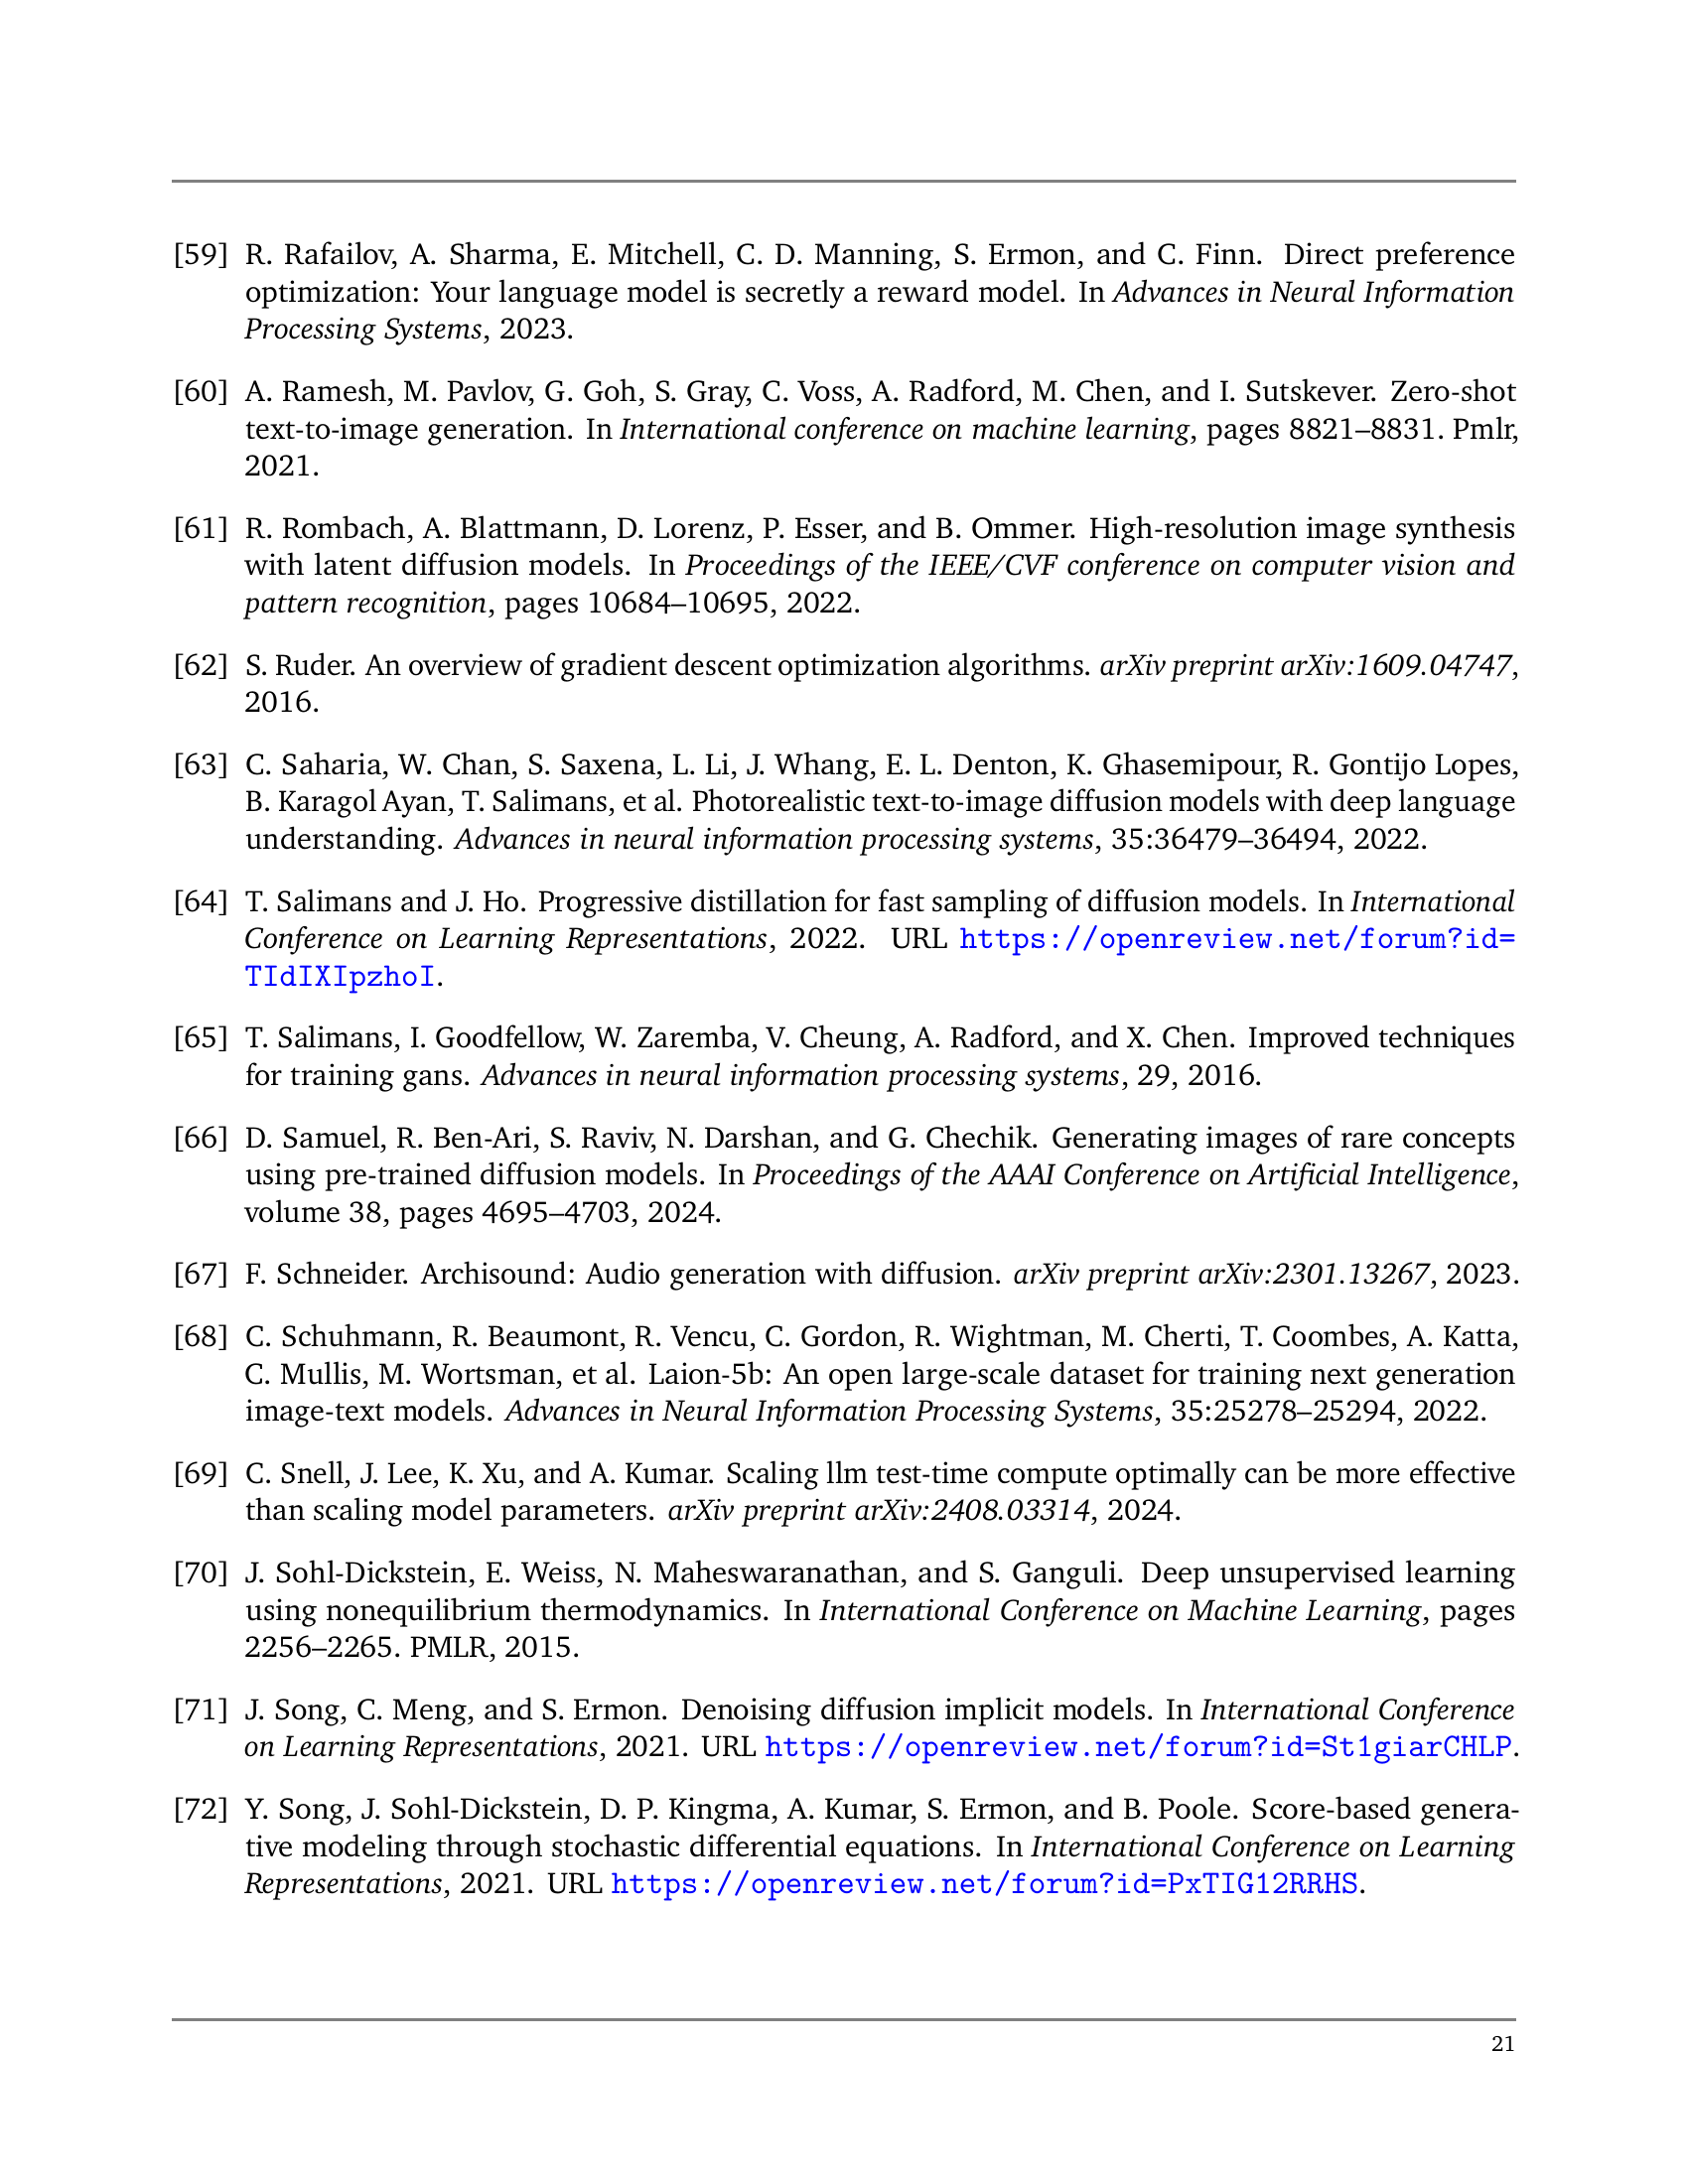 [59] R. Rafailov, A. Sharma, E. Mitchell, C. D. Manning, S. Ermon, and C. Finn. Direct preference
optimization: Your language model is secretly a reward model. In Advances in Neural Information
Processing Systems, 2023.
[60] A. Ramesh, M. Pavlov, G. Goh, S. Gray, C. Voss, A. Radford, M. Chen, and I. Sutskever. Zero-shot
text-to-image generation. In International conference on machine learning, pages 8821–8831. Pmlr,
2021.
[61] R. Rombach, A. Blattmann, D. Lorenz, P. Esser, and B. Ommer. High-resolution image synthesis
with latent diffusion models. In Proceedings of the IEEE/CVF conference on computer vision and
pattern recognition, pages 10684–10695, 2022.
[62] S. Ruder. An overview of gradient descent optimization algorithms. arXiv preprint arXiv:1609.04747,
2016.
[63] C. Saharia, W. Chan, S. Saxena, L. Li, J. Whang, E. L. Denton, K. Ghasemipour, R. Gontijo Lopes,
B. Karagol Ayan, T. Salimans, et al. Photorealistic text-to-image diffusion models with deep language
understanding. Advances in neural information processing systems, 35:36479–36494, 2022.
[64] T. Salimans and J. Ho. Progressive distillation for fast sampling of diffusion models. In International
Conference on Learning Representations, 2022. URL https://openreview.net/forum?id=
TIdIXIpzhoI.
[65] T. Salimans, I. Goodfellow, W. Zaremba, V. Cheung, A. Radford, and X. Chen. Improved techniques
for training gans. Advances in neural information processing systems, 29, 2016.
[66] D. Samuel, R. Ben-Ari, S. Raviv, N. Darshan, and G. Chechik. Generating images of rare concepts
using pre-trained diffusion models. In Proceedings of the AAAI Conference on Artificial Intelligence,
volume 38, pages 4695–4703, 2024.
[67] F. Schneider. Archisound: Audio generation with diffusion. arXiv preprint arXiv:2301.13267, 2023.
[68] C. Schuhmann, R. Beaumont, R. Vencu, C. Gordon, R. Wightman, M. Cherti, T. Coombes, A. Katta,
C. Mullis, M. Wortsman, et al. Laion-5b: An open large-scale dataset for training next generation
image-text models. Advances in Neural Information Processing Systems, 35:25278–25294, 2022.
[69] C. Snell, J. Lee, K. Xu, and A. Kumar. Scaling llm test-time compute optimally can be more effective
than scaling model parameters. arXiv preprint arXiv:2408.03314, 2024.
[70] J. Sohl-Dickstein, E. Weiss, N. Maheswaranathan, and S. Ganguli. Deep unsupervised learning
using nonequilibrium thermodynamics. In International Conference on Machine Learning, pages
2256–2265. PMLR, 2015.
[71] J. Song, C. Meng, and S. Ermon. Denoising diffusion implicit models. In International Conference
on Learning Representations, 2021. URL https://openreview.net/forum?id=St1giarCHLP.
[72] Y. Song, J. Sohl-Dickstein, D. P. Kingma, A. Kumar, S. Ermon, and B. Poole. Score-based genera-
tive modeling through stochastic differential equations. In International Conference on Learning
Representations, 2021. URL https://openreview.net/forum?id=PxTIG12RRHS.
21